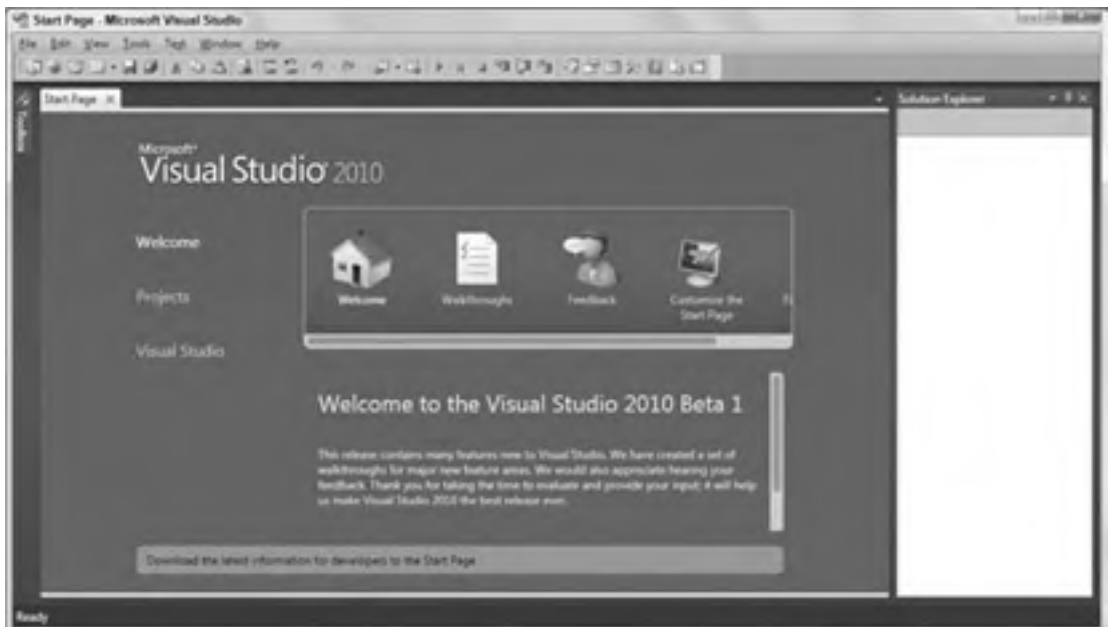 Start Page - Microsoft Visual Studio
File Edit View Tools Test Window Help
Toolbox
Start Page
Solution Explorer
Microsoft
Visual Studio 2010
Welcome
Projects
Visual Studio
Welcome
Walkthroughs
Feedback
Customize the
Start Page
Welcome to the Visual Studio 2010 Beta 1
This release contains many features new to Visual Studio. We have created a set of
walkthroughs for major new feature areas. We would also appreciate hearing your
feedback. Thank you for taking the time to evaluate and provide your input; it will help
us make Visual Studio 2010 the best release ever.
Download the latest information for developers to the Start Page
Ready